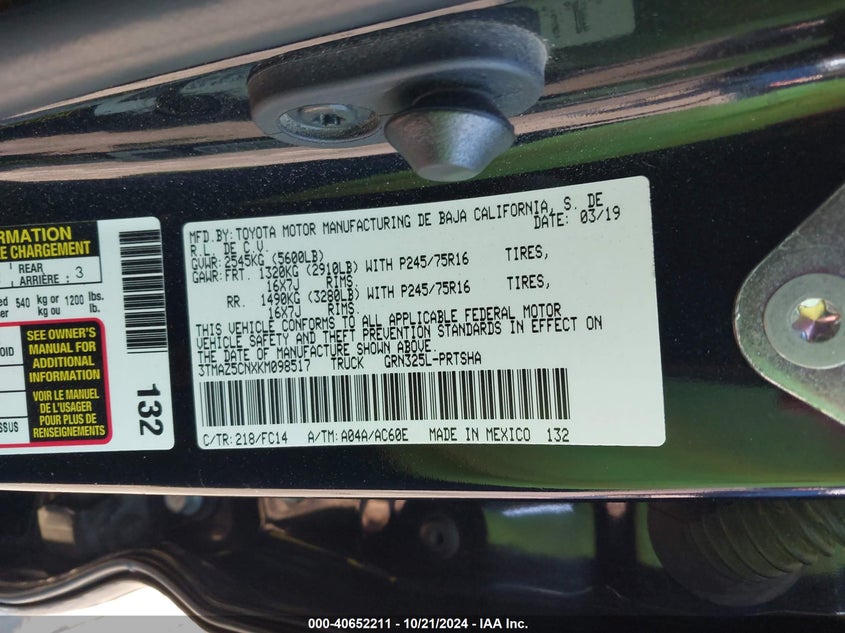 RMATION
E CHARGEMENT
REAR
ARRIÈRE : 3
540 kg or 1200 lbs.
kg ou lb.
OID
SSUS
SEE OWNER'S
MANUAL FOR
ADDITIONAL
INFORMATION
VOIR LE MANUEL
DE L'USAGER
POUR PLUS DE
RENSEIGNEMENTS
132
MFD.BY:TOYOTA MOTOR MANUFACTURING DE BAJA CALIFORNIA, S. DE
R.L. DE C.V. DATE: 03/19
GVWR: 2545KG (5600LB)
GAWR:FRT. 1320KG (2910LB) WITH P245/75R16 TIRES,
16X7J RIMS.
RR. 1490KG (3280LB) WITH P245/75R16 TIRES,
16X7J RIMS.
THIS VEHICLE CONFORMS TO ALL APPLICABLE FEDERAL MOTOR
VEHICLE SAFETY AND THEFT PREVENTION STANDARDS IN EFFECT ON
THE DATE OF MANUFACTURE SHOWN ABOVE.
3TMAZ5CNXKM098517 TRUCK GRN325L-PRTSHA
C/TR:218/FC14 A/TM:A04A/AC60E MADE IN MEXICO 132
000-40652211 - 10/21/2024 - IAA Inc.